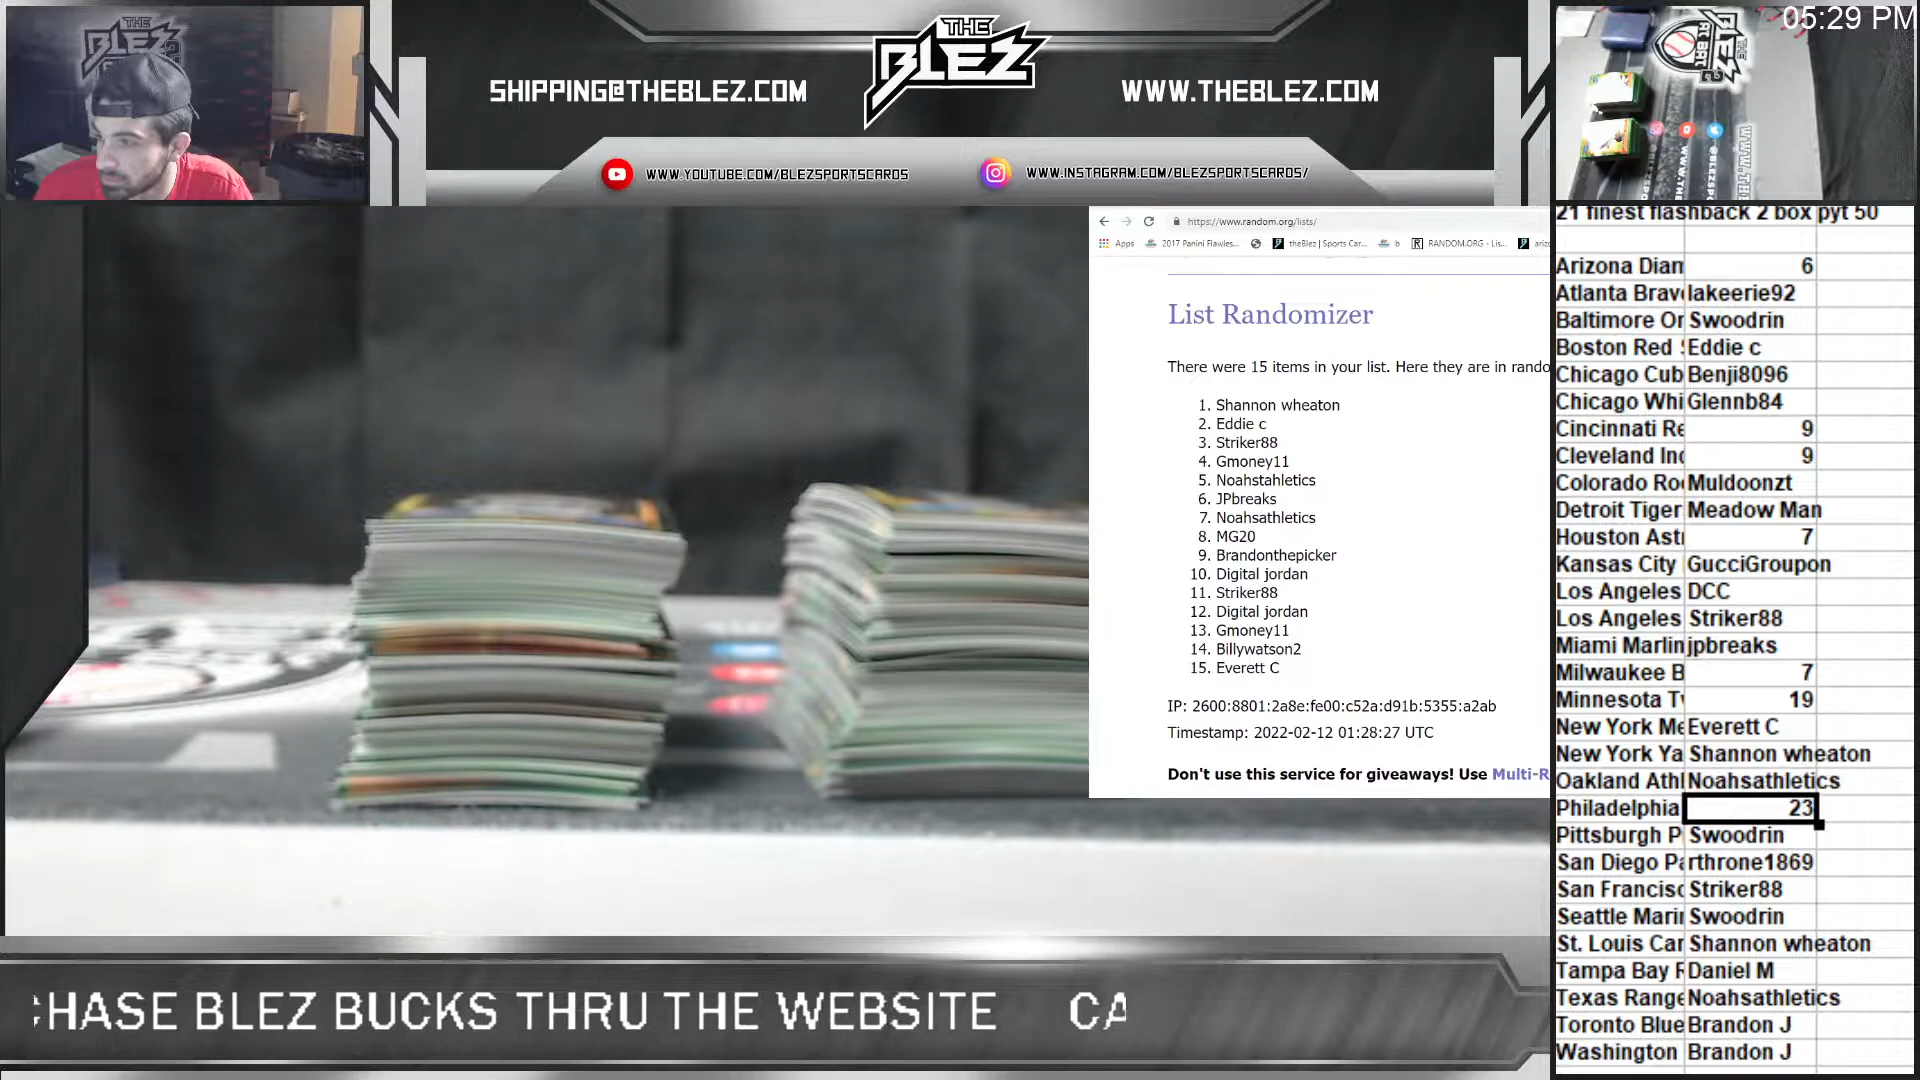 05:29 PM
THE
BLEZ
SHIPPING@THEBLEZ.COM
WWW.THEBLEZ.COM
WWW.YOUTUBE.COM/BLEZSPORTSCARDS
WWW.INSTAGRAM.COM/BLEZSPORTSCARDS/
https://www.random.org/lists/
Apps
2017 Panini Flawles...
theBlez | Sports Car...
b
RANDOM.ORG - Lis...
List Randomizer
There were 15 items in your list. Here they are in rando
1. Shannon wheaton
2. Eddie c
3. Striker88
4. Gmoney11
5. Noahstahletics
6. JPbreaks
7. Noahsathletics
8. MG20
9. Brandonthepicker
10. Digital jordan
11. Striker88
12. Digital jordan
13. Gmoney11
14. Billywatson2
15. Everett C
IP: 2600:8801:2a8e:fe00:c52a:d91b:5355:a2ab
Timestamp: 2022-02-12 01:28:27 UTC
Don't use this service for giveaways! Use Multi-R
21 finest flashback 2 box pyt 50
Arizona Diam 6
Atlanta Brave lakeerie92
Baltimore Or Swoodrin
Boston Red Eddie c
Chicago Cub Benji8096
Chicago Whi Glennb84
Cincinnati Re 9
Cleveland Ind 9
Colorado Ro Muldoonzt
Detroit Tiger Meadow Man
Houston Ast 7
Kansas City GucciGroupon
Los Angeles DCC
Los Angeles Striker88
Miami Marlin jpbreaks
Milwaukee B 7
Minnesota Tw 19
New York Me Everett C
New York Ya Shannon wheaton
Oakland Athl Noahsathletics
Philadelphia 23
Pittsburgh P Swoodrin
San Diego Pa rthrone1869
San Francisc Striker88
Seattle Mari Swoodrin
St. Louis Car Shannon wheaton
Tampa Bay R Daniel M
Texas Range Noahsathletics
Toronto Blue Brandon J
Washington Brandon J
CHASE BLEZ BUCKS THRU THE WEBSITE CA